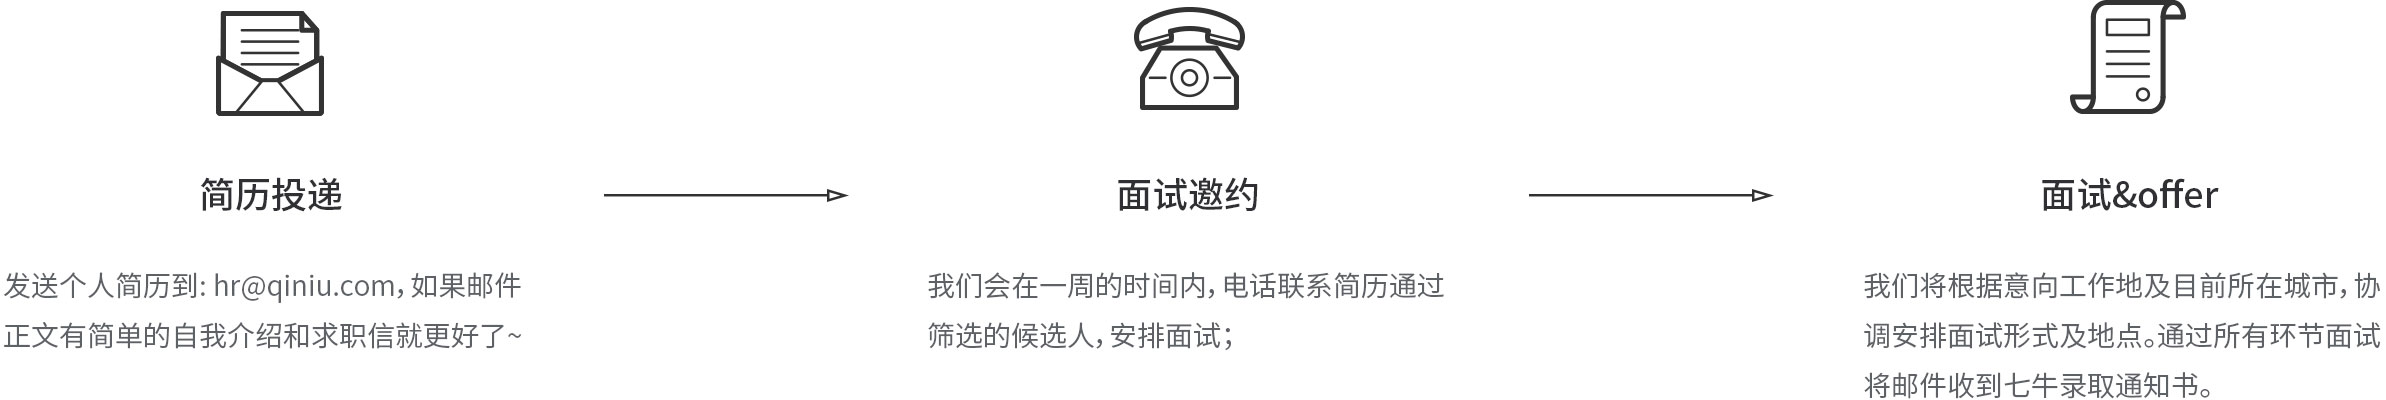 简历投递
发送个人简历到: hr@qiniu.com，如果邮件
正文有简单的自我介绍和求职信就更好了~
面试邀约
我们会在一周的时间内，电话联系简历通过
筛选的候选人，安排面试；
面试&offer
我们将根据意向工作地及目前所在城市，协
调安排面试形式及地点。通过所有环节面试
将邮件收到七牛录取通知书。